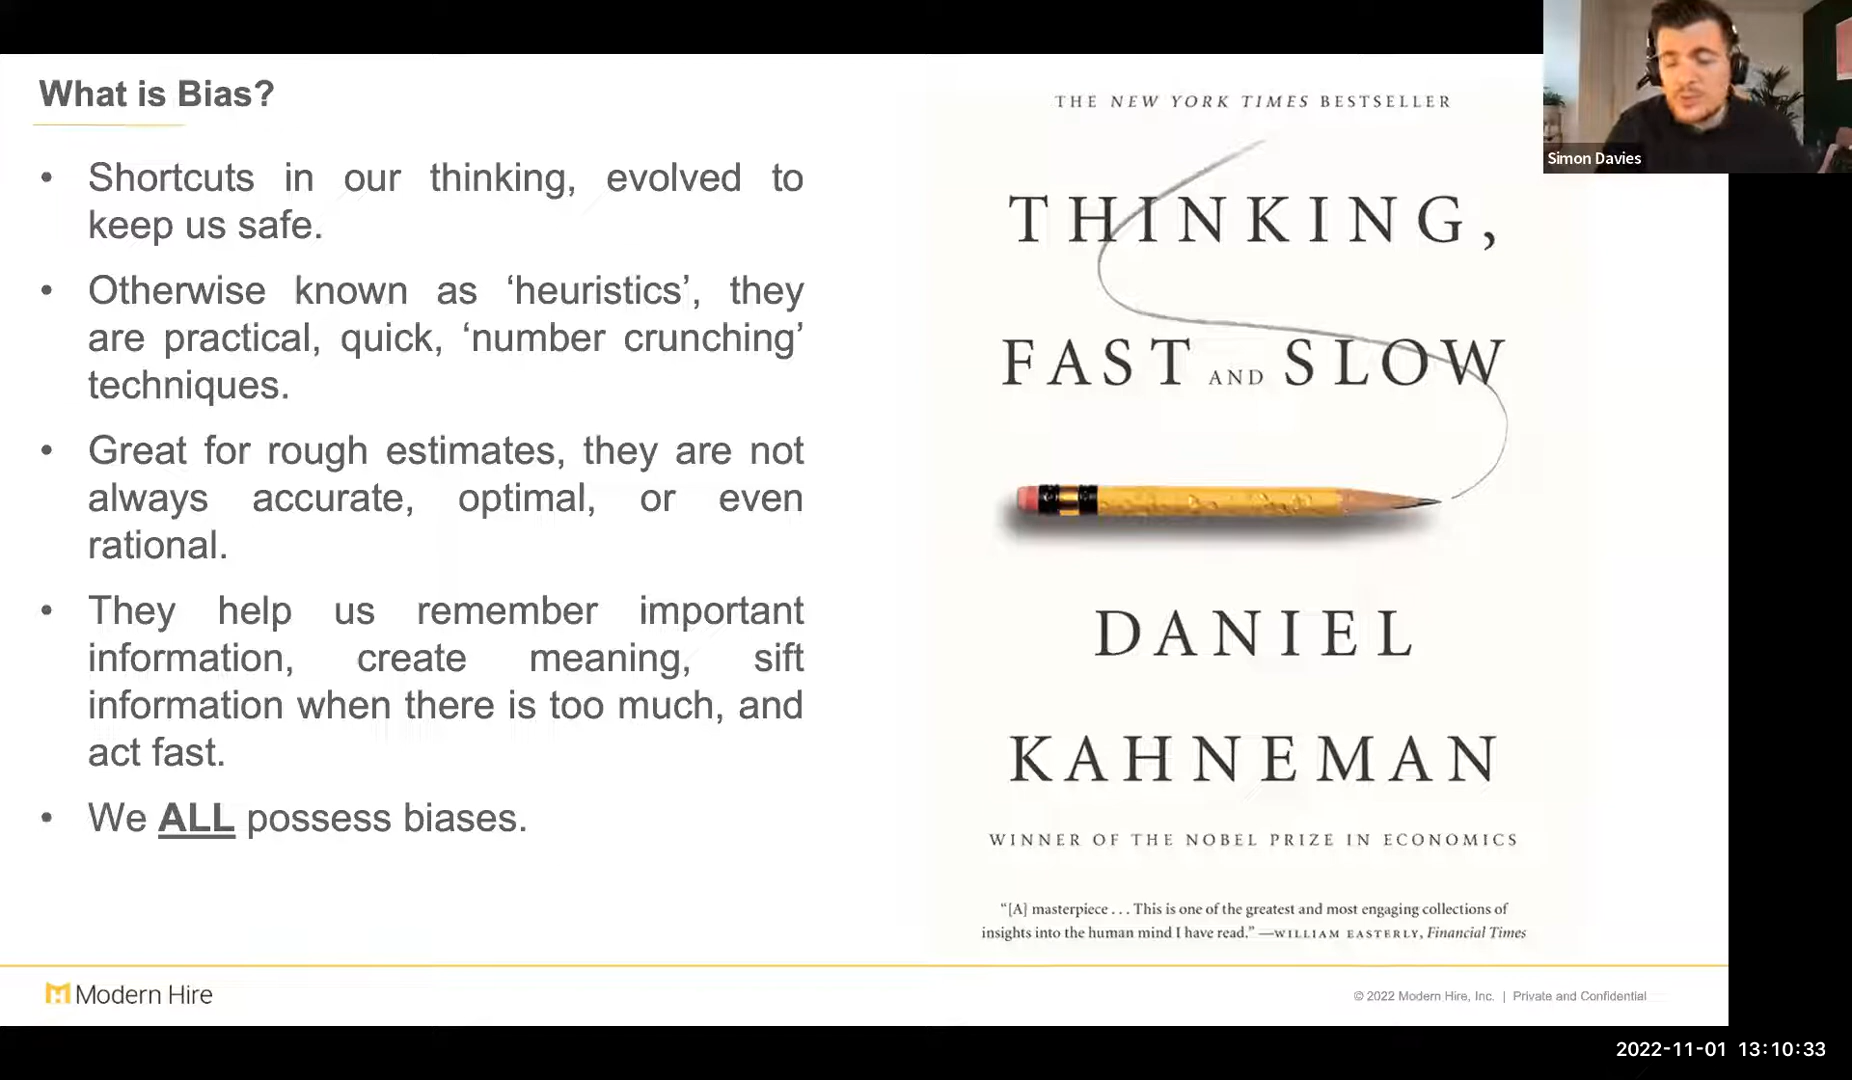 What is Bias?
• Shortcuts in our thinking, evolved to
keep us safe.
• Otherwise known as ‘heuristics’, they
are practical, quick, ‘number crunching’
techniques.
• Great for rough estimates, they are not
always accurate, optimal, or even
rational.
• They help us remember important
information, create meaning, sift
information when there is too much, and
act fast.
• We ALL possess biases.
THE NEW YORK TIMES BESTSELLER
THINKING,
FAST AND SLOW
DANIEL
KAHNEMAN
WINNER OF THE NOBEL PRIZE IN ECONOMICS
“[A] masterpiece . . . This is one of the greatest and most engaging collections of
insights into the human mind I have read.” —WILLIAM EASTERLY, Financial Times
Simon Davies
Modern Hire
© 2022 Modern Hire, Inc. | Private and Confidential
2022-11-01 13:10:33